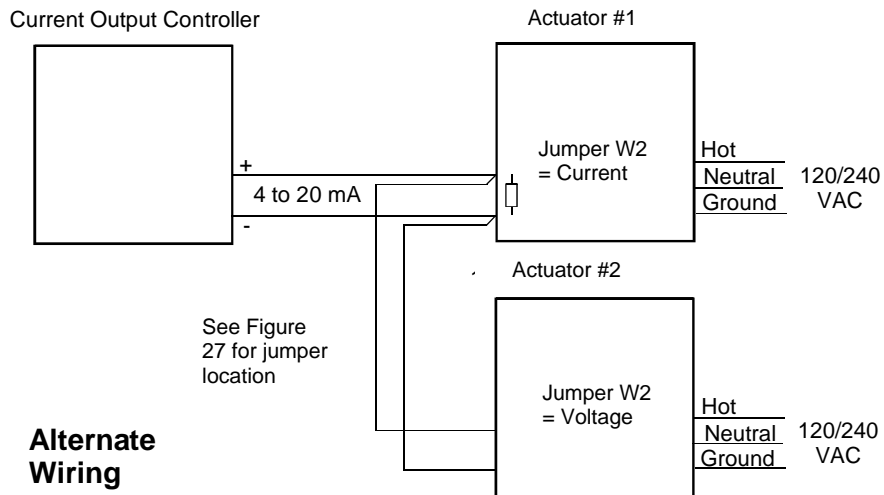 Current Output Controller
Actuator #1
+
4 to 20 mA
-
Jumper W2
= Current
Hot
Neutral
Ground
120/240
VAC
Actuator #2
See Figure
27 for jumper
location
Jumper W2
= Voltage
Hot
Neutral
Ground
120/240
VAC
Alternate
Wiring